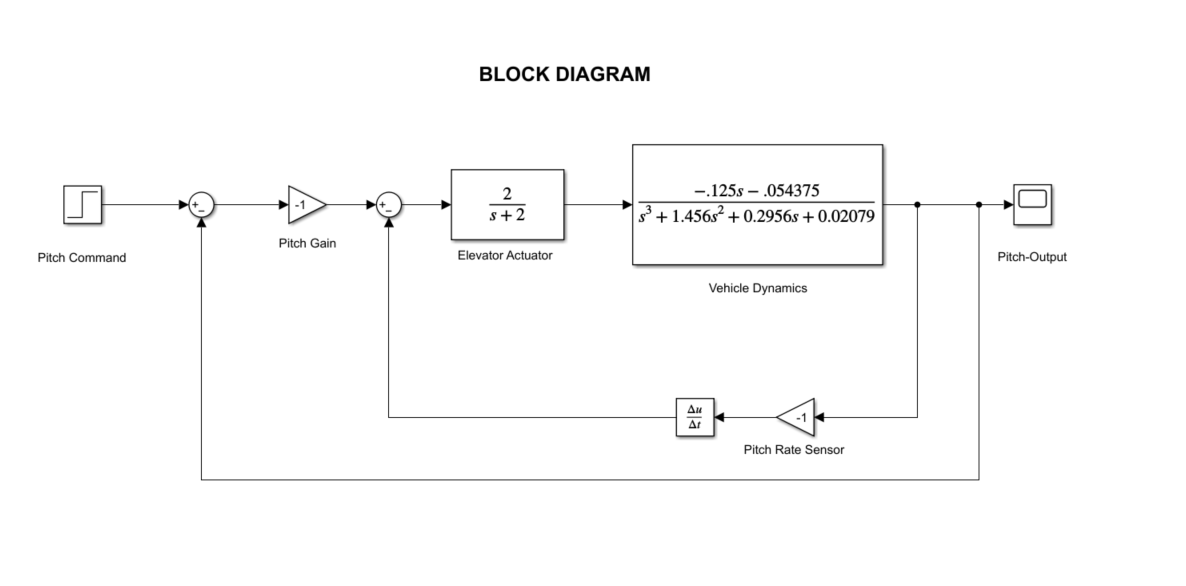 BLOCK DIAGRAM
+
−
-1
+
−
2
s + 2
−.125s − .054375
s³ + 1.456s² + 0.2956s + 0.02079
Pitch Command
Pitch Gain
Elevator Actuator
Pitch-Output
Vehicle Dynamics
Δu
Δt
-1
Pitch Rate Sensor